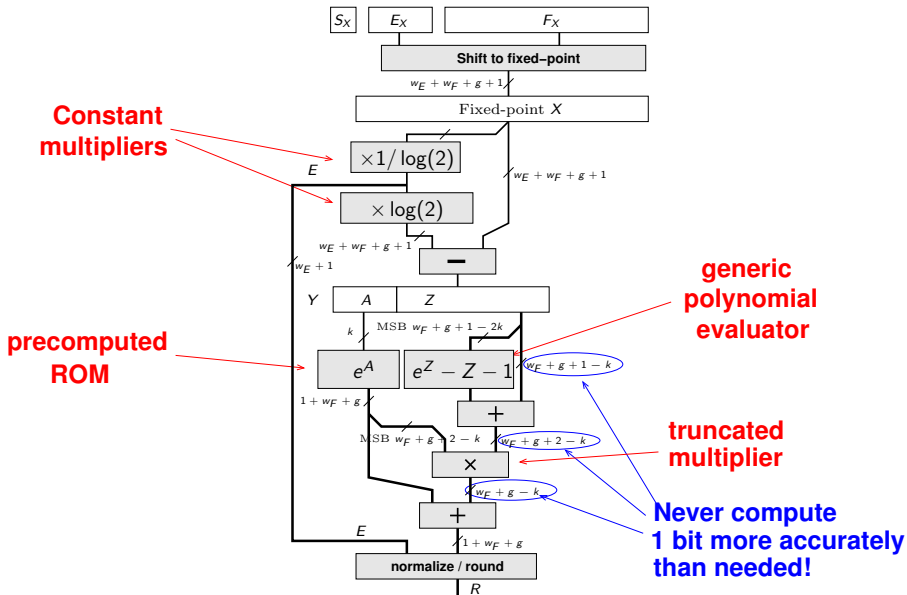 S_X E_X F_X
Shift to fixed–point
w_E + w_F + g + 1
Fixed-point X
Constant
multipliers
×1/ log(2)
w_E + w_F + g + 1
E
× log(2)
w_E + w_F + g + 1
w_E + 1
−
generic
polynomial
evaluator
Y A Z
k
MSB w_F + g + 1 − 2k
precomputed
ROM
e^A
e^Z − Z − 1
w_F + g + 1 − k
1 + w_F + g
+
MSB w_F + g + 2 − k
w_F + g + 2 − k
truncated
multiplier
×
w_F + g − k
+
Never compute
1 bit more accurately
than needed!
E
1 + w_F + g
normalize / round
R